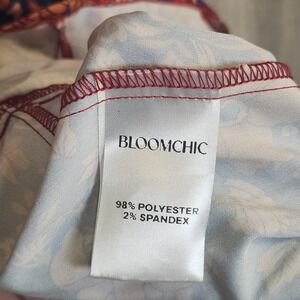 BLOOMCHIC
98% POLYESTER
2% SPANDEX